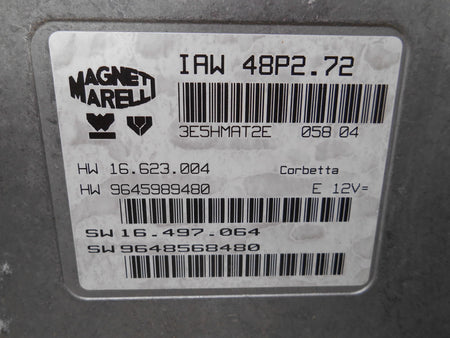 MAGNETI MARELLI
IAW 48P2.72
3E5HMAT2E 058 04
HW 16.623.004 Corbetta
HW 9645989480 E 12V=
SW 16.497.064
SW 9648568480